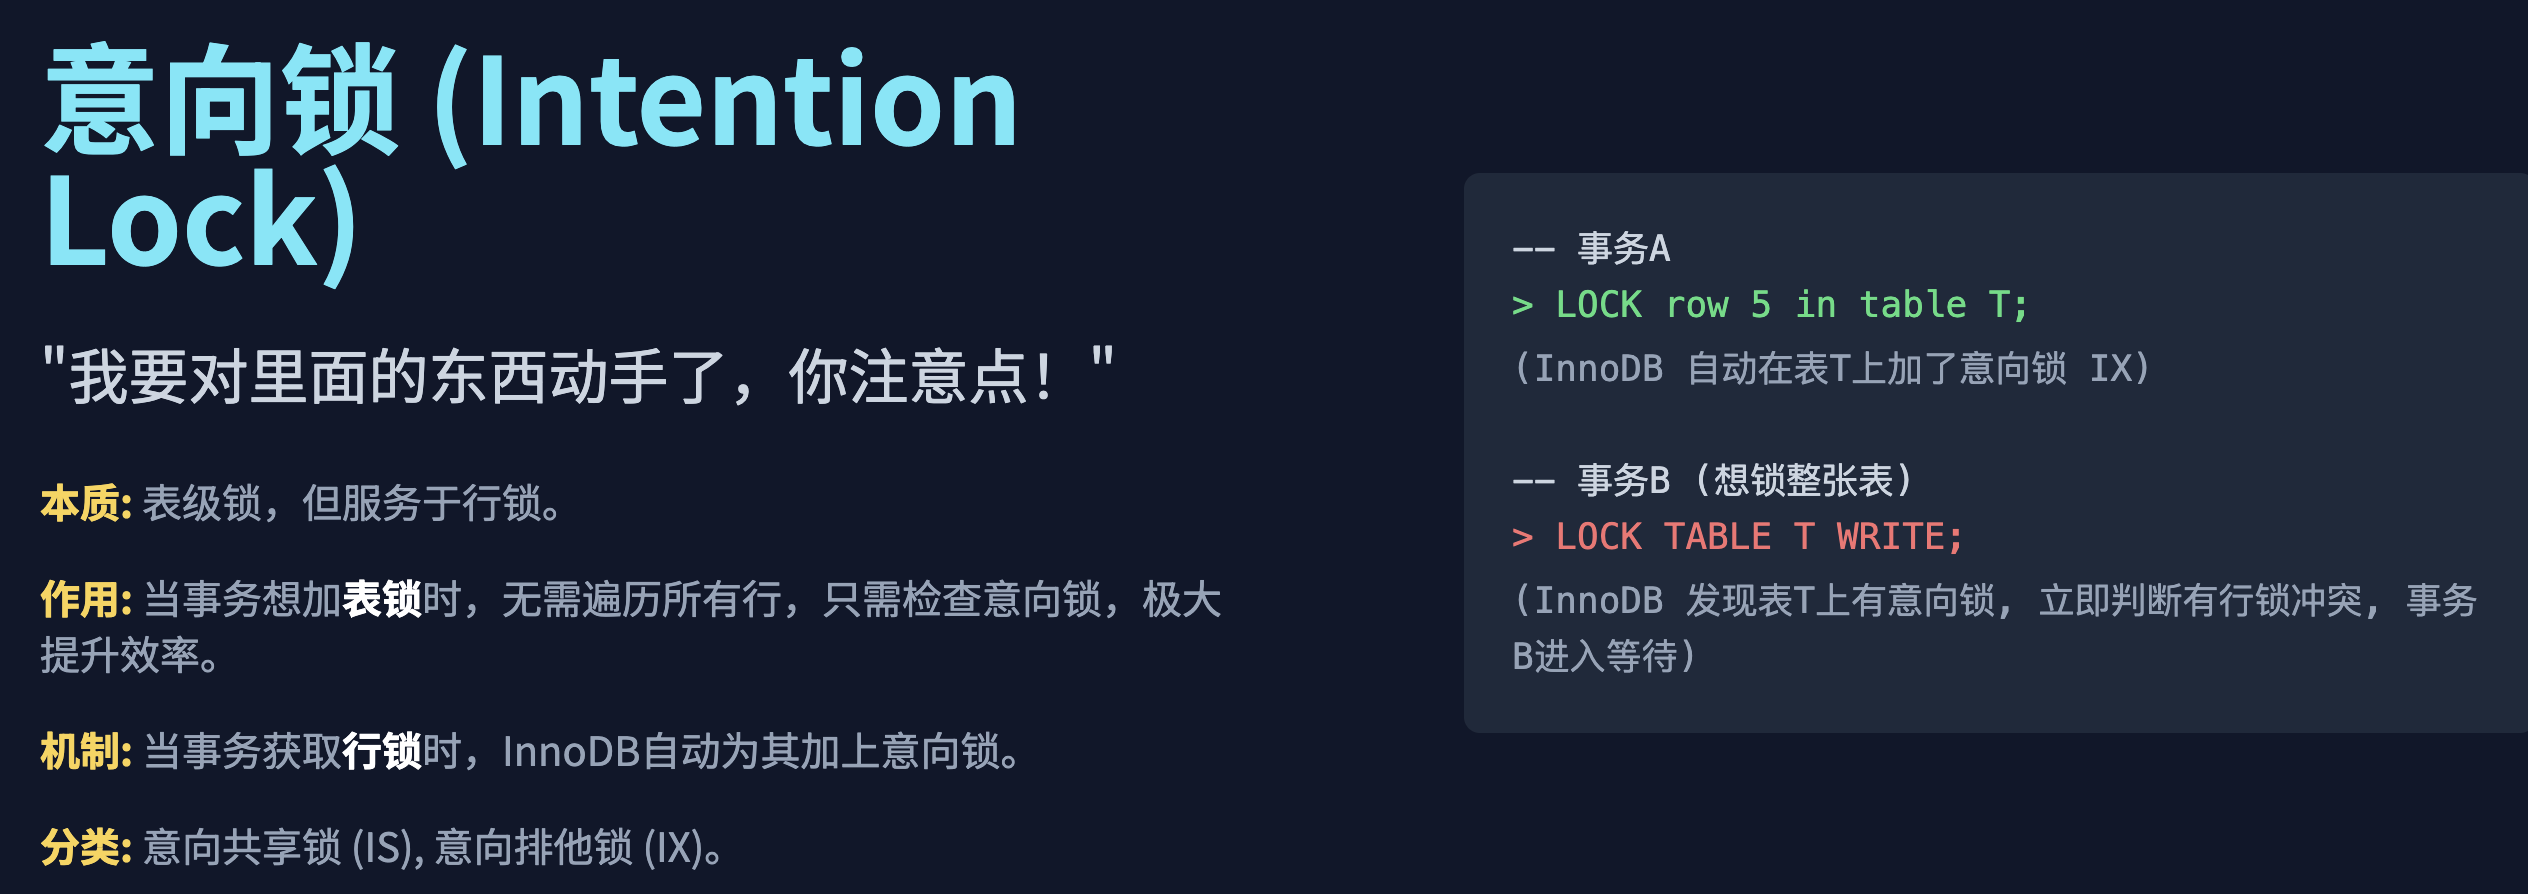 意向锁 (Intention
Lock)
"我要对里面的东西动手了，你注意点！"
本质: 表级锁，但服务于行锁。
作用: 当事务想加表锁时，无需遍历所有行，只需检查意向锁，极大
提升效率。
机制: 当事务获取行锁时，InnoDB自动为其加上意向锁。
分类: 意向共享锁 (IS), 意向排他锁 (IX)。
-- 事务A
> LOCK row 5 in table T;
(InnoDB 自动在表T上加了意向锁 IX)
-- 事务B (想锁整张表)
> LOCK TABLE T WRITE;
(InnoDB 发现表T上有意向锁, 立即判断有行锁冲突, 事务
B进入等待)